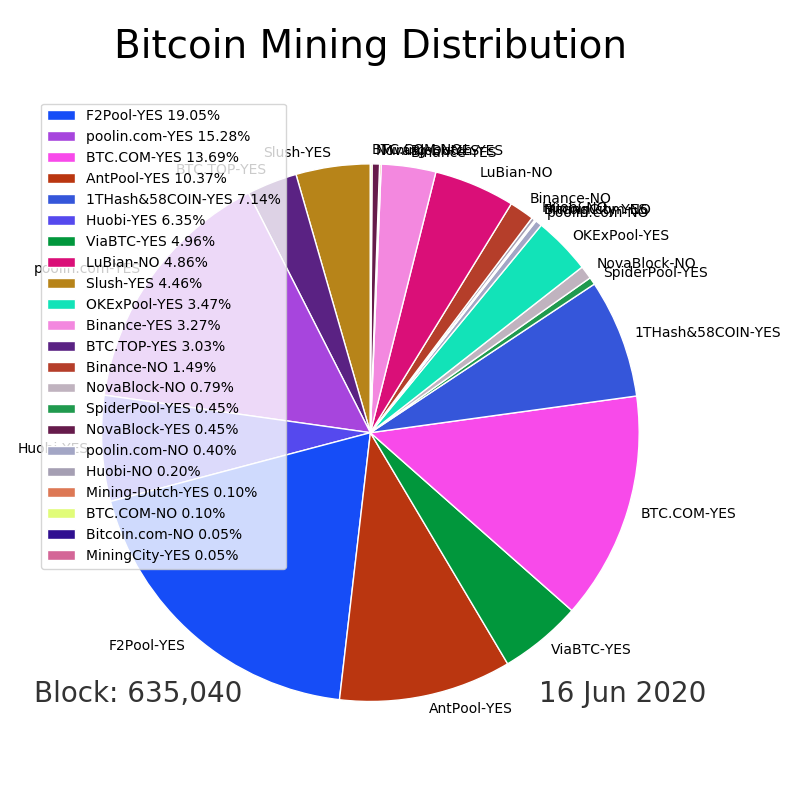 Bitcoin Mining Distribution
F2Pool-YES 19.05%
poolin.com-YES 15.28%
BTC.COM-YES 13.69%
AntPool-YES 10.37%
1THash&58COIN-YES 7.14%
Huobi-YES 6.35%
ViaBTC-YES 4.96%
LuBian-NO 4.86%
Slush-YES 4.46%
OKExPool-YES 3.47%
Binance-YES 3.27%
BTC.TOP-YES 3.03%
Binance-NO 1.49%
NovaBlock-NO 0.79%
SpiderPool-YES 0.45%
NovaBlock-YES 0.45%
poolin.com-NO 0.40%
Huobi-NO 0.20%
Mining-Dutch-YES 0.10%
BTC.COM-NO 0.10%
Bitcoin.com-NO 0.05%
MiningCity-YES 0.05%
Slush-YES
BTC.TOP-YES
poolin.com-YES
Huobi-YES
F2Pool-YES
AntPool-YES
ViaBTC-YES
BTC.COM-YES
1THash&58COIN-YES
SpiderPool-YES
NovaBlock-NO
OKExPool-YES
poolin.com-NO
Binance-NO
LuBian-NO
Binance-YES
Block: 635,040
16 Jun 2020